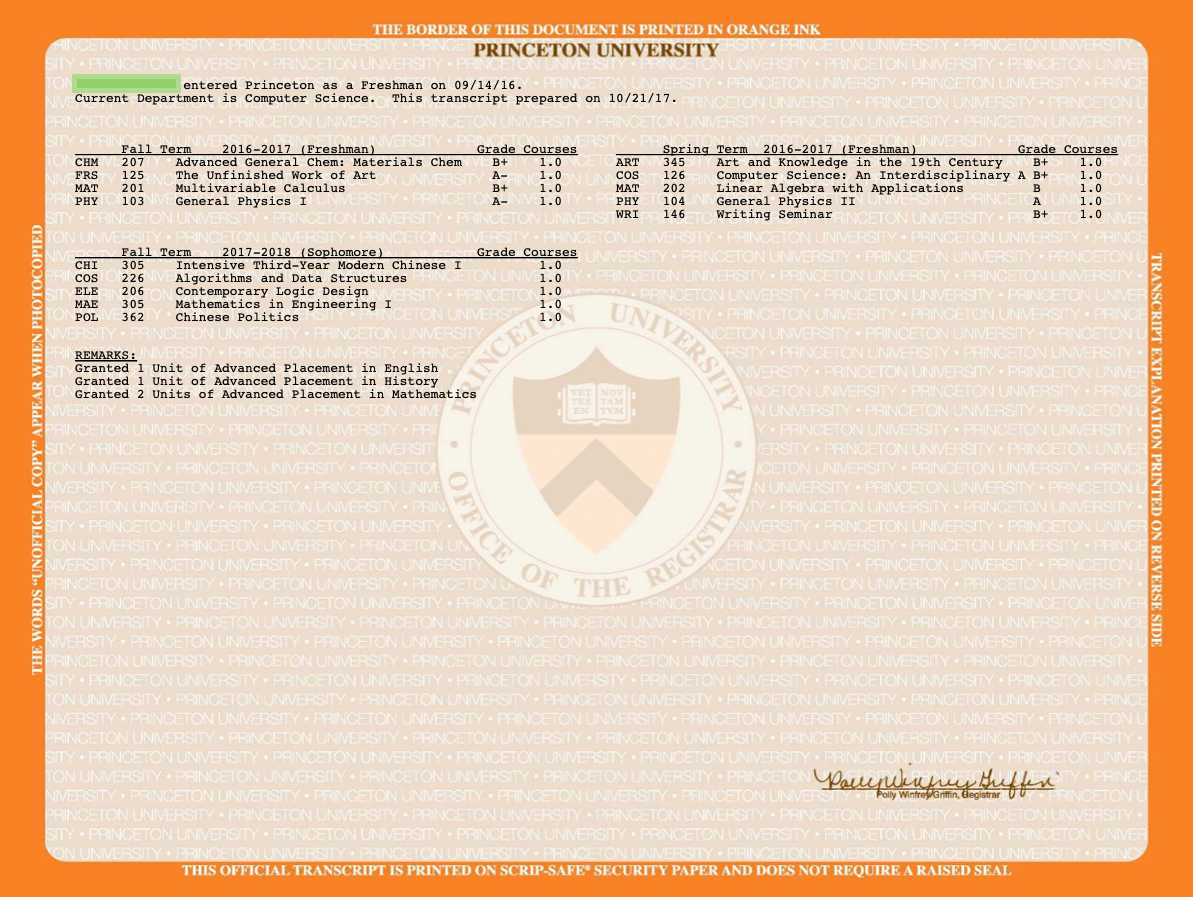 THE BORDER OF THIS DOCUMENT IS PRINTED IN ORANGE INK
PRINCETON UNIVERSITY
entered Princeton as a Freshman on 09/14/16.
Current Department is Computer Science. This transcript prepared on 10/21/17.
Fall Term 2016-2017 (Freshman) Grade Courses
CHM 207 Advanced General Chem: Materials Chem B+ 1.0
FRS 125 The Unfinished Work of Art A- 1.0
MAT 201 Multivariable Calculus B+ 1.0
PHY 103 General Physics I A- 1.0
Spring Term 2016-2017 (Freshman) Grade Courses
ART 345 Art and Knowledge in the 19th Century B+ 1.0
COS 126 Computer Science: An Interdisciplinary A B+ 1.0
MAT 202 Linear Algebra with Applications B 1.0
PHY 104 General Physics II A 1.0
WRI 146 Writing Seminar B+ 1.0
Fall Term 2017-2018 (Sophomore) Grade Courses
CHI 305 Intensive Third-Year Modern Chinese I 1.0
COS 226 Algorithms and Data Structures 1.0
ELE 206 Contemporary Logic Design 1.0
MAE 305 Mathematics in Engineering I 1.0
POL 362 Chinese Politics 1.0
REMARKS:
Granted 1 Unit of Advanced Placement in English
Granted 1 Unit of Advanced Placement in History
Granted 2 Units of Advanced Placement in Mathematics
PRINCETON UNIVERSITY
VET NOV
TES TAM
EN TVM
OFFICE OF THE REGISTRAR
Polly Winfrey Griffin
Polly Winfrey Griffin, Registrar
THE WORDS “UNOFFICIAL COPY” APPEAR WHEN PHOTOCOPIED
TRANSCRIPT EXPLANATION PRINTED ON REVERSE SIDE
THIS OFFICIAL TRANSCRIPT IS PRINTED ON SCRIP-SAFE® SECURITY PAPER AND DOES NOT REQUIRE A RAISED SEAL